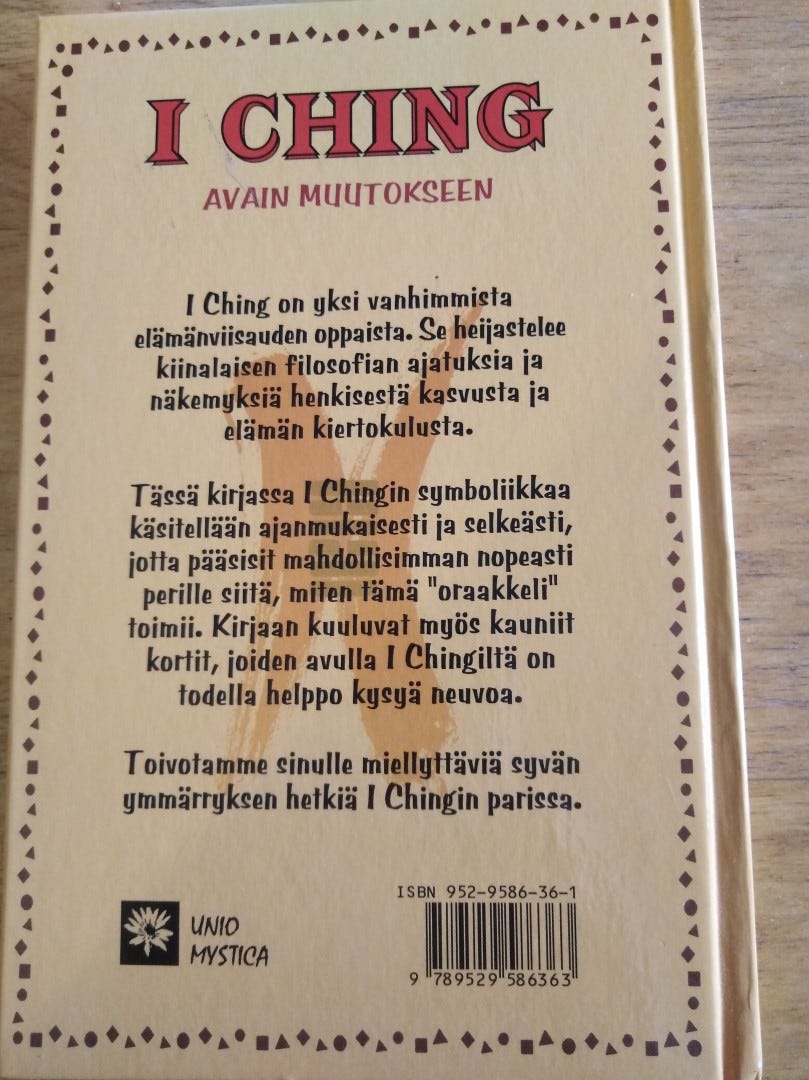 I CHING
AVAIN MUUTOKSEEN
I Ching on yksi vanhimmista
elämänviisauden oppaista. Se heijastelee
kiinalaisen filosofian ajatuksia ja
näkemyksiä henkisestä kasvusta ja
elämän kiertokulusta.
Tässä kirjassa I Chingin symboliikkaa
käsitellään ajanmukaisesti ja selkeästi,
jotta pääsisit mahdollisimman nopeasti
perille siitä, miten tämä "oraakkeli"
toimii. Kirjaan kuuluvat myös kauniit
kortit, joiden avulla I Chingiltä on
todella helppo kysyä neuvoa.
Toivotamme sinulle miellyttäviä syvän
ymmärryksen hetkiä I Chingin parissa.
ISBN 952-9586-36-1
UNIO
MYSTICA
9 789529 586363